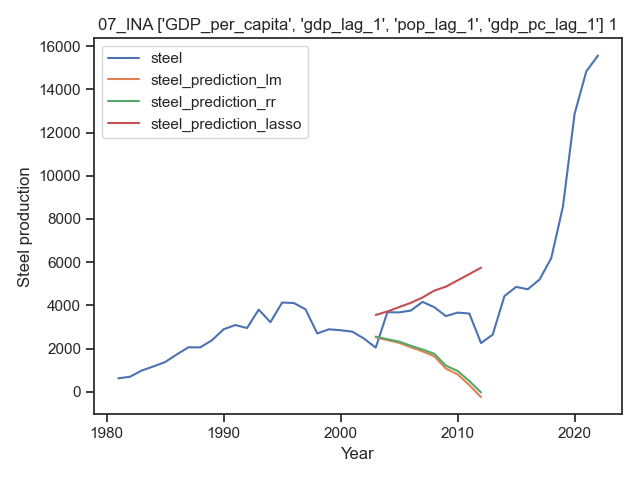 07_INA ['GDP_per_capita', 'gdp_lag_1', 'pop_lag_1', 'gdp_pc_lag_1'] 1
steel
steel_prediction_lm
steel_prediction_rr
steel_prediction_lasso
Steel production
16000
14000
12000
10000
8000
6000
4000
2000
0
1980 1990 2000 2010 2020
Year